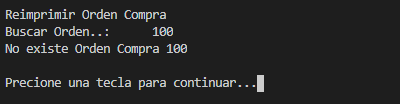 Reimprimir Orden Compra
Buscar Orden..:      100
No existe Orden Compra 100
Precione una tecla para continuar...